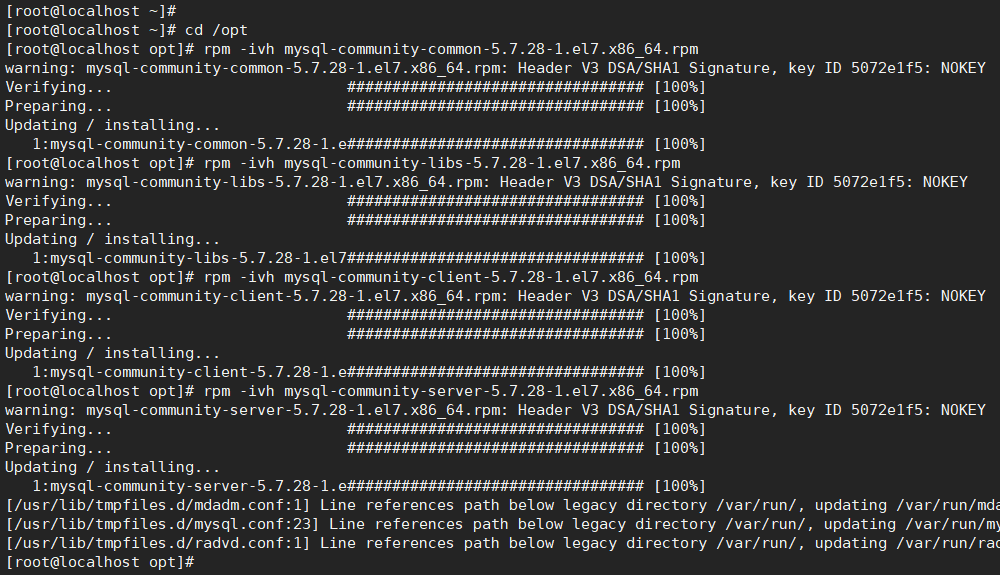 [root@localhost ~]#
[root@localhost ~]# cd /opt
[root@localhost opt]# rpm -ivh mysql-community-common-5.7.28-1.el7.x86_64.rpm
warning: mysql-community-common-5.7.28-1.el7.x86_64.rpm: Header V3 DSA/SHA1 Signature, key ID 5072e1f5: NOKEY
Verifying...                          ################################# [100%]
Preparing...                          ################################# [100%]
Updating / installing...
   1:mysql-community-common-5.7.28-1.e################################# [100%]
[root@localhost opt]# rpm -ivh mysql-community-libs-5.7.28-1.el7.x86_64.rpm
warning: mysql-community-libs-5.7.28-1.el7.x86_64.rpm: Header V3 DSA/SHA1 Signature, key ID 5072e1f5: NOKEY
Verifying...                          ################################# [100%]
Preparing...                          ################################# [100%]
Updating / installing...
   1:mysql-community-libs-5.7.28-1.el7################################# [100%]
[root@localhost opt]# rpm -ivh mysql-community-client-5.7.28-1.el7.x86_64.rpm
warning: mysql-community-client-5.7.28-1.el7.x86_64.rpm: Header V3 DSA/SHA1 Signature, key ID 5072e1f5: NOKEY
Verifying...                          ################################# [100%]
Preparing...                          ################################# [100%]
Updating / installing...
   1:mysql-community-client-5.7.28-1.e################################# [100%]
[root@localhost opt]# rpm -ivh mysql-community-server-5.7.28-1.el7.x86_64.rpm
warning: mysql-community-server-5.7.28-1.el7.x86_64.rpm: Header V3 DSA/SHA1 Signature, key ID 5072e1f5: NOKEY
Verifying...                          ################################# [100%]
Preparing...                          ################################# [100%]
Updating / installing...
   1:mysql-community-server-5.7.28-1.e################################# [100%]
[/usr/lib/tmpfiles.d/mdadm.conf:1] Line references path below legacy directory /var/run/, updating /var/run/mda
[/usr/lib/tmpfiles.d/mysql.conf:23] Line references path below legacy directory /var/run/, updating /var/run/my
[/usr/lib/tmpfiles.d/radvd.conf:1] Line references path below legacy directory /var/run/, updating /var/run/rad
[root@localhost opt]#